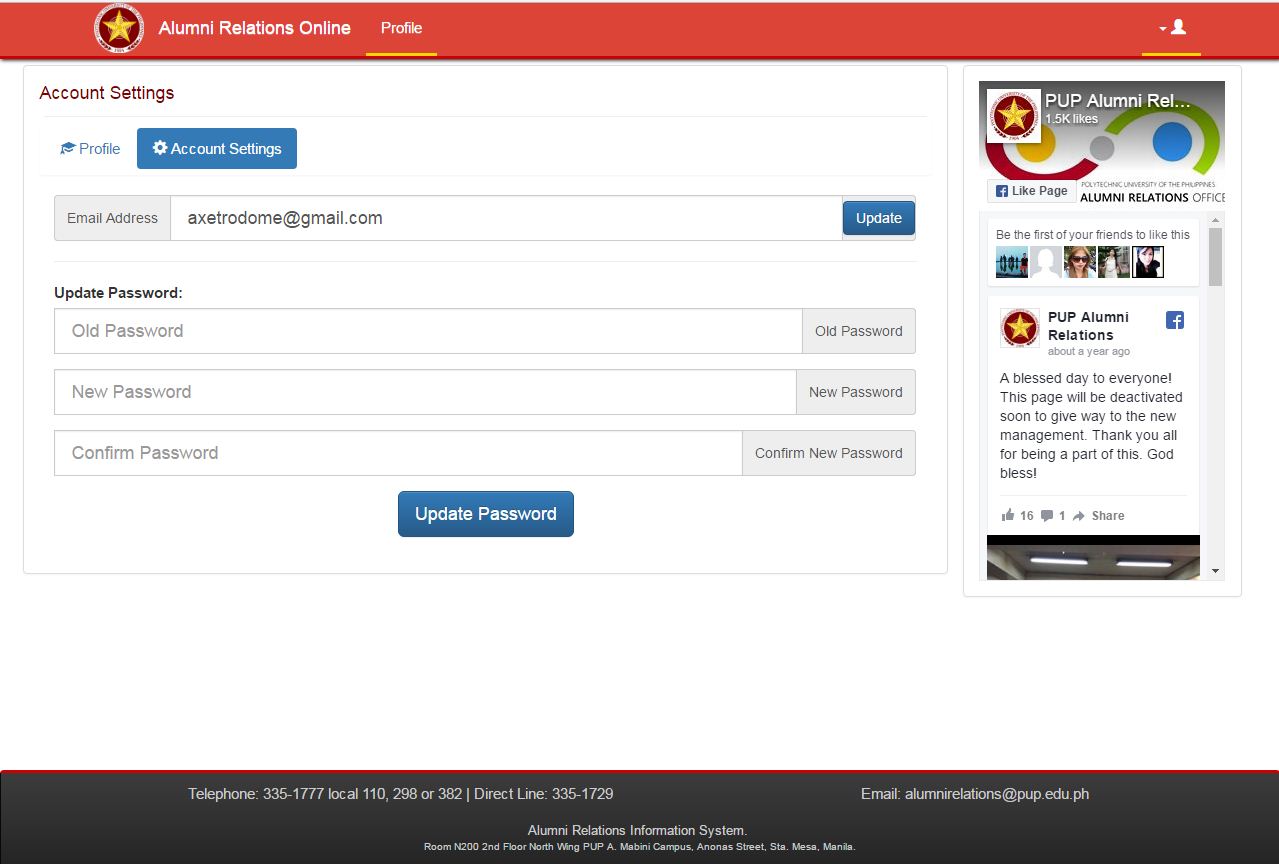 Alumni Relations Online
Profile
Account Settings
Profile
Account Settings
Email Address
axetrodome@gmail.com
Update
Update Password:
Old Password
Old Password
New Password
New Password
Confirm Password
Confirm New Password
Update Password
PUP Alumni Rel...
1.5K likes
Like Page
POLYTECHNIC UNIVERSITY OF THE PHILIPPINES
ALUMNI RELATIONS OFFICE
Be the first of your friends to like this
PUP Alumni
Relations
about a year ago
A blessed day to everyone!
This page will be deactivated
soon to give way to the new
management. Thank you all
for being a part of this. God
bless!
16 1 Share
Telephone: 335-1777 local 110, 298 or 382 | Direct Line: 335-1729
Email: alumnirelations@pup.edu.ph
Alumni Relations Information System.
Room N200 2nd Floor North Wing PUP A. Mabini Campus, Anonas Street, Sta. Mesa, Manila.